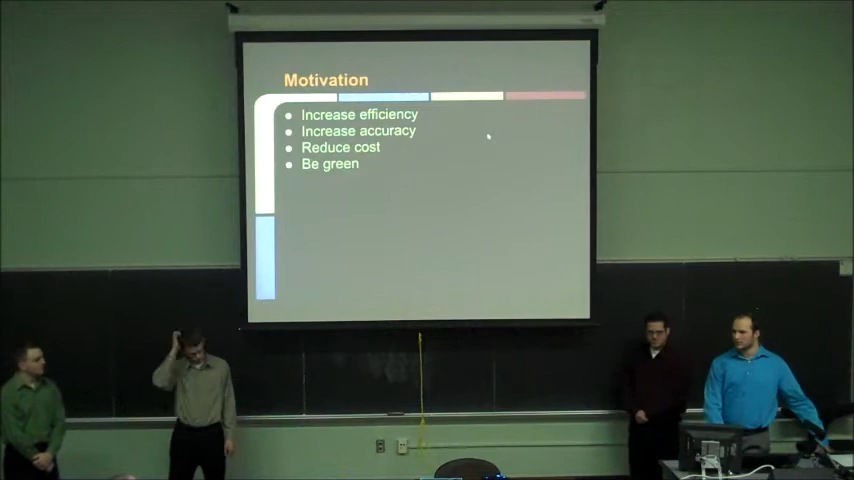 Motivation
Increase efficiency
Increase accuracy
Reduce cost
Be green